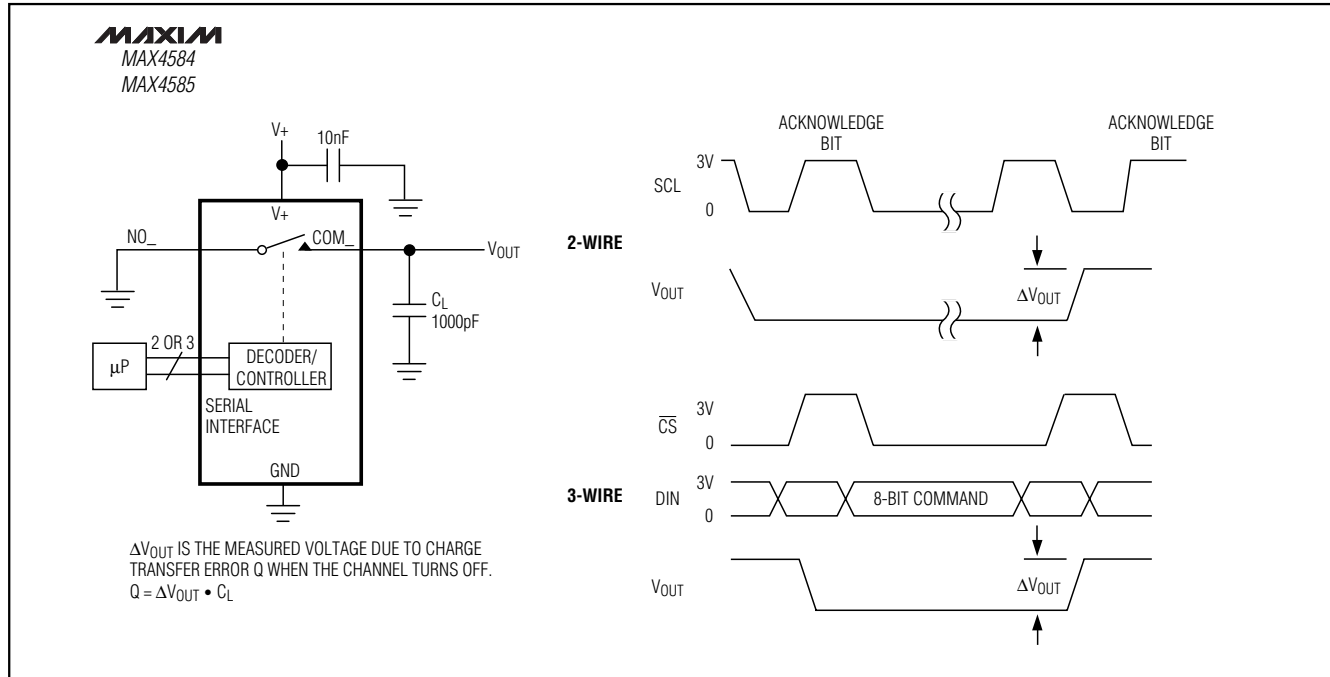 MAXIM
MAX4584
MAX4585
V+
10nF
V+
NO_
COM_
VOUT
CL
1000pF
2 OR 3
μP
DECODER/
CONTROLLER
SERIAL
INTERFACE
GND
ΔVOUT IS THE MEASURED VOLTAGE DUE TO CHARGE
TRANSFER ERROR Q WHEN THE CHANNEL TURNS OFF.
Q = ΔVOUT • CL
ACKNOWLEDGE
BIT
ACKNOWLEDGE
BIT
3V
SCL
0
2-WIRE
VOUT
ΔVOUT
3V
CS
0
3-WIRE
3V
DIN
0
8-BIT COMMAND
VOUT
ΔVOUT